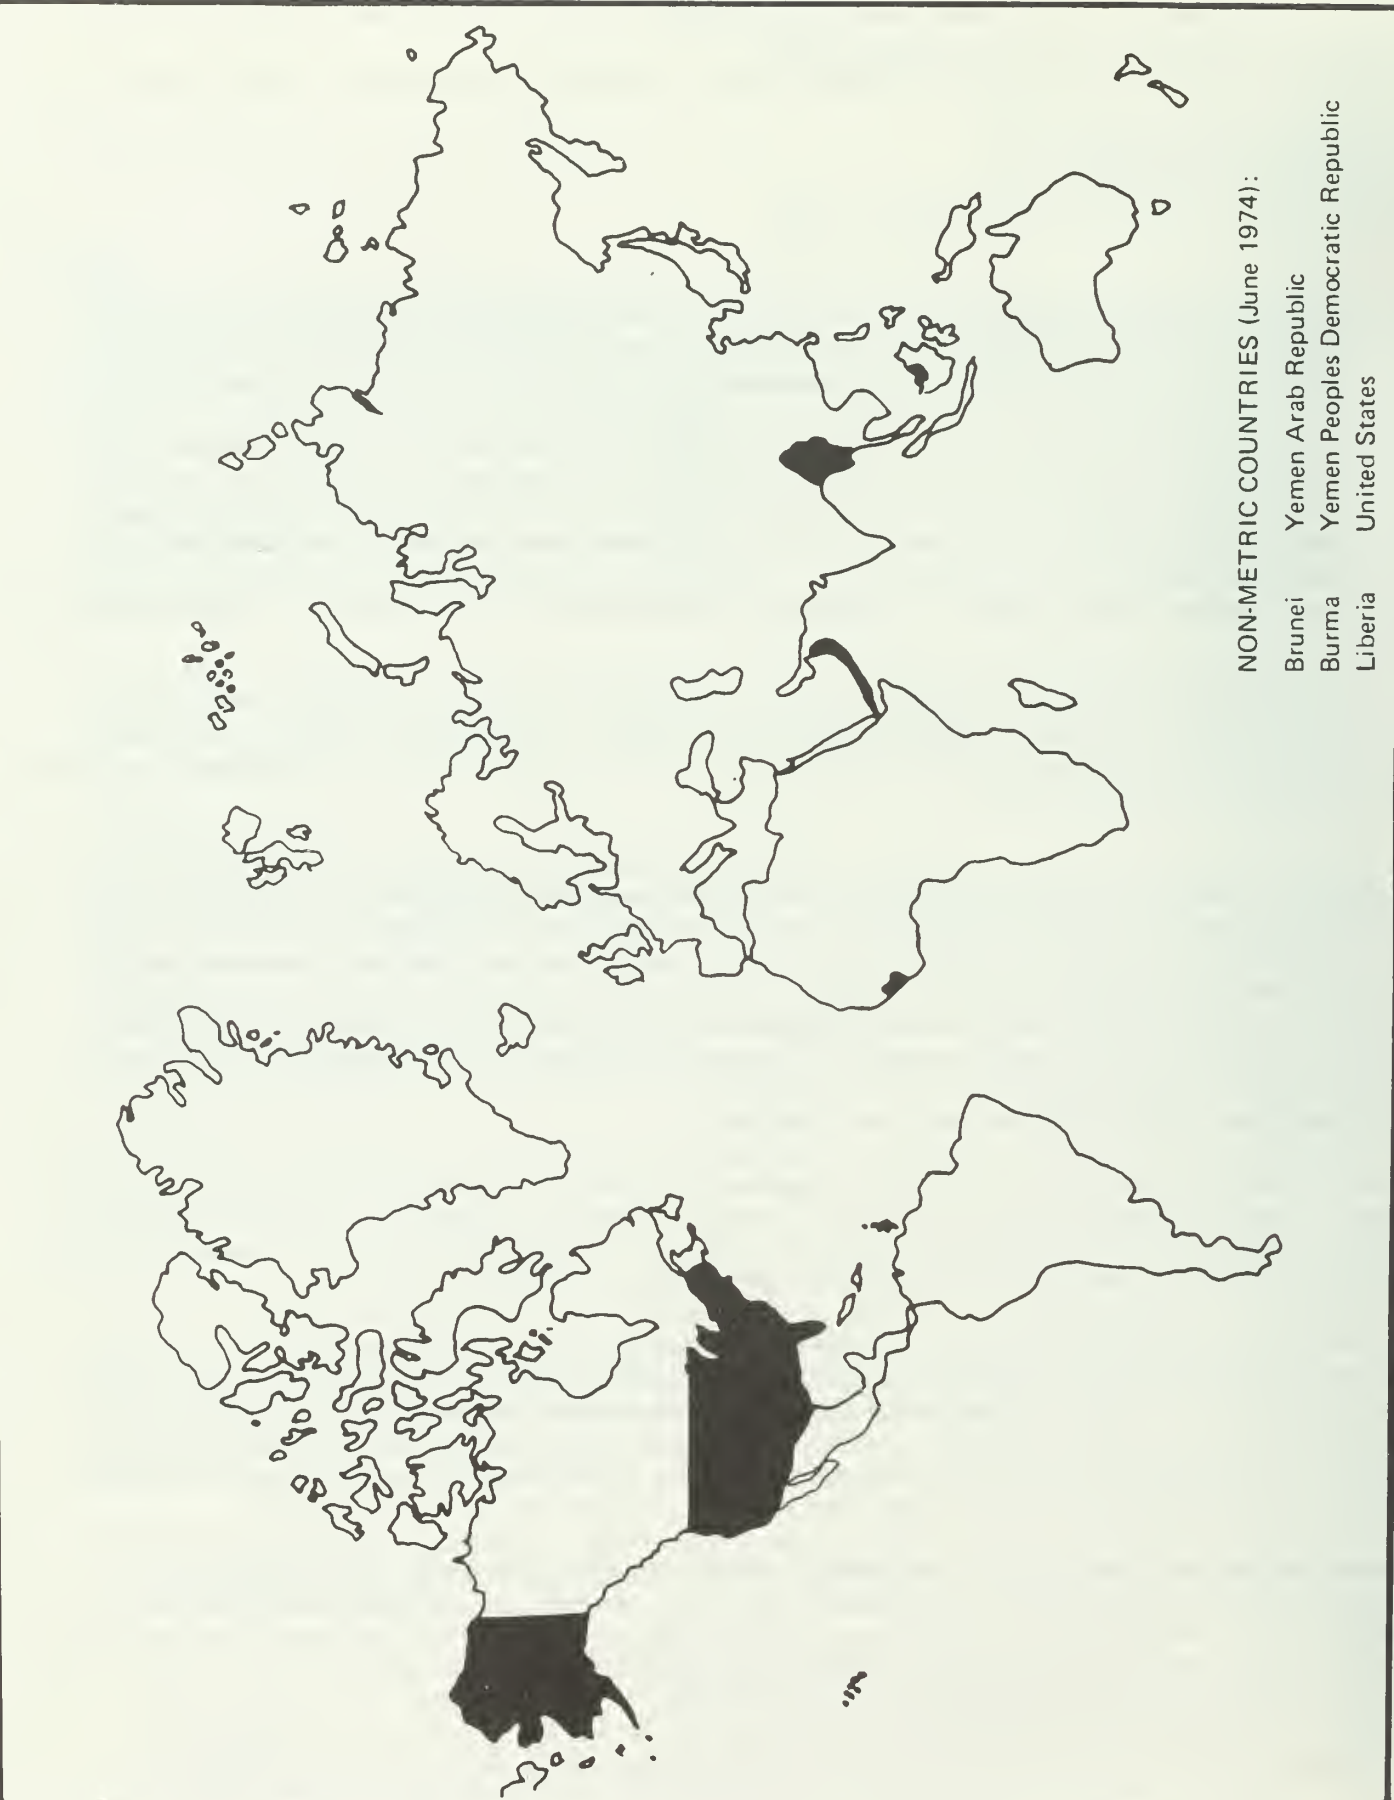 NON-METRIC COUNTRIES (June 1974):
Brunei Yemen Arab Republic
Burma Yemen Peoples Democratic Republic
Liberia United States